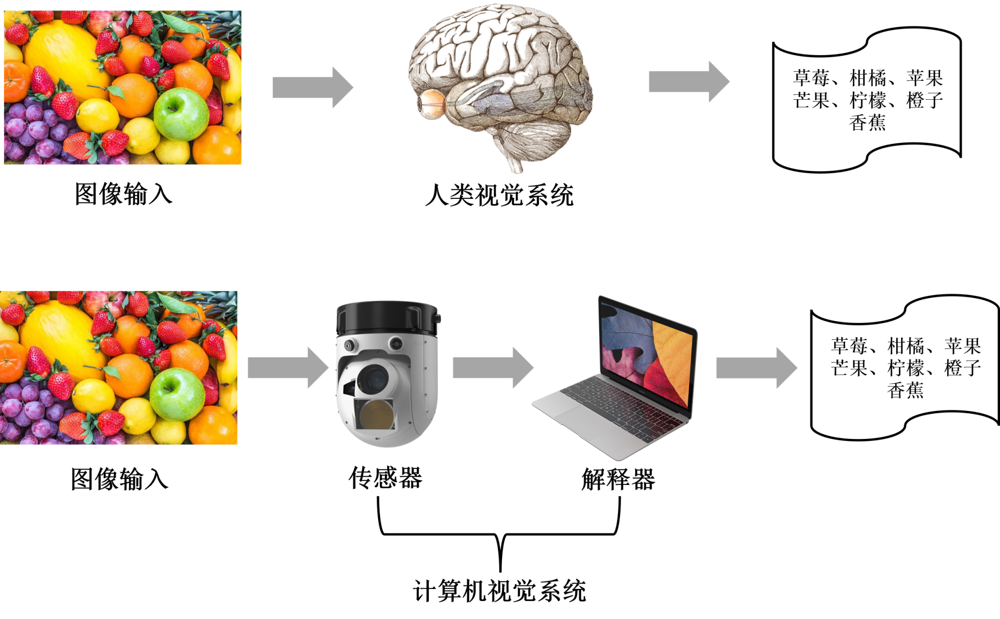 草莓、柑橘、苹果
芒果、柠檬、橙子
香蕉
图像输入
人类视觉系统
草莓、柑橘、苹果
芒果、柠檬、橙子
香蕉
图像输入
传感器
解释器
计算机视觉系统